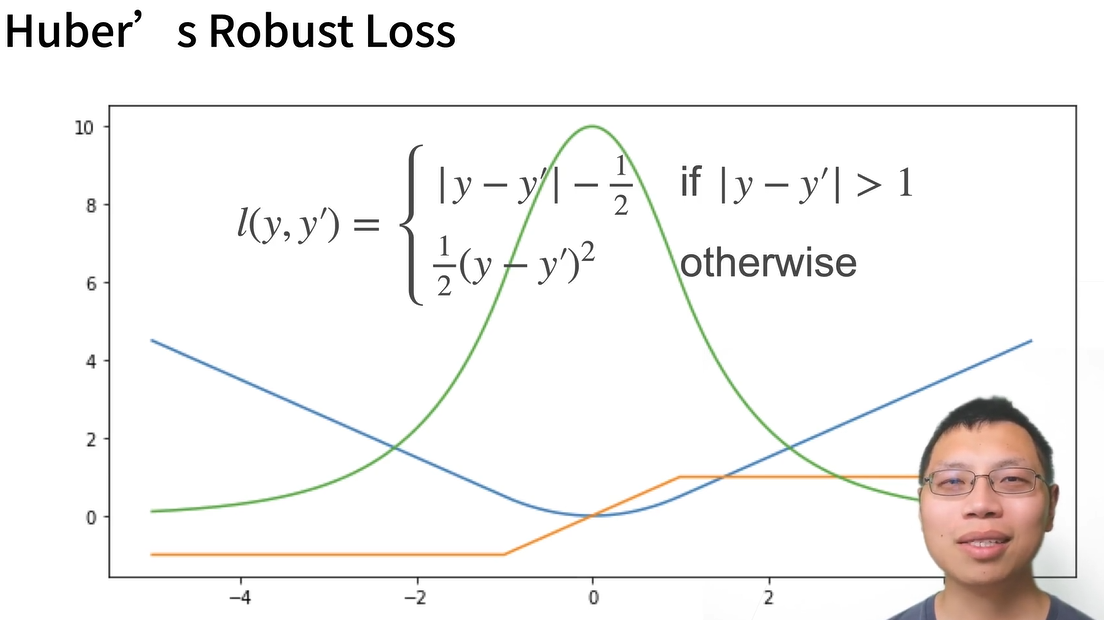 Huber’s Robust Loss
10
8
6
4
2
0
l(y, y′) = { |y − y′| − 1/2 if |y − y′| > 1
1/2(y − y′)² otherwise
−4 −2 0 2